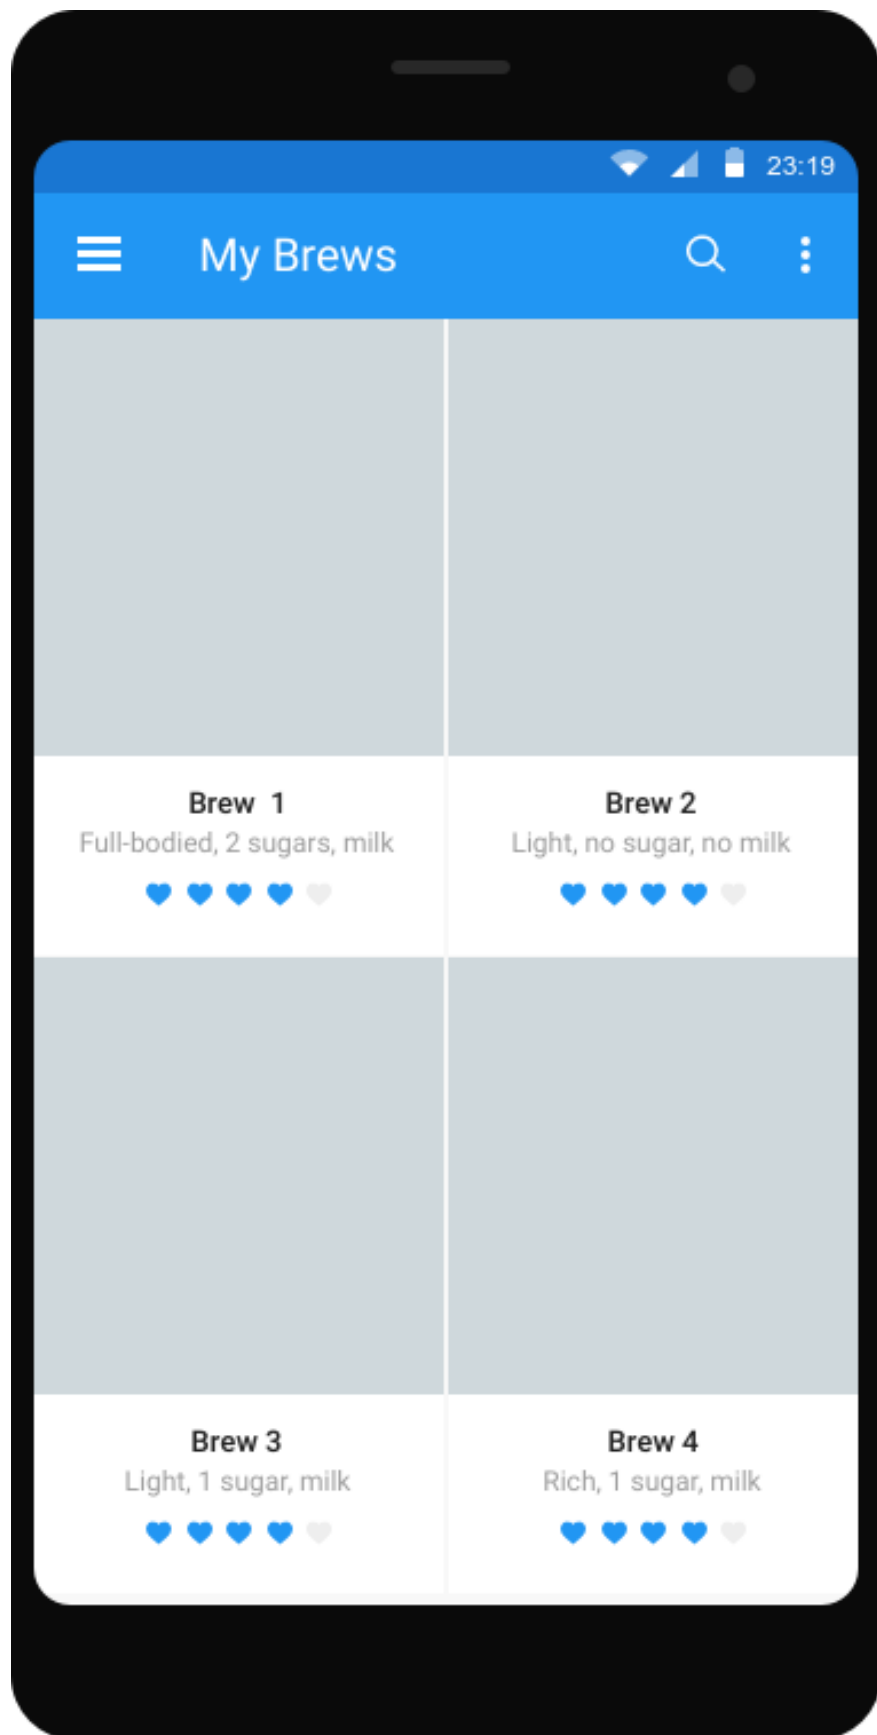 23:19
My Brews
Brew  1
Full-bodied, 2 sugars, milk
Brew 2
Light, no sugar, no milk
Brew 3
Light, 1 sugar, milk
Brew 4
Rich, 1 sugar, milk